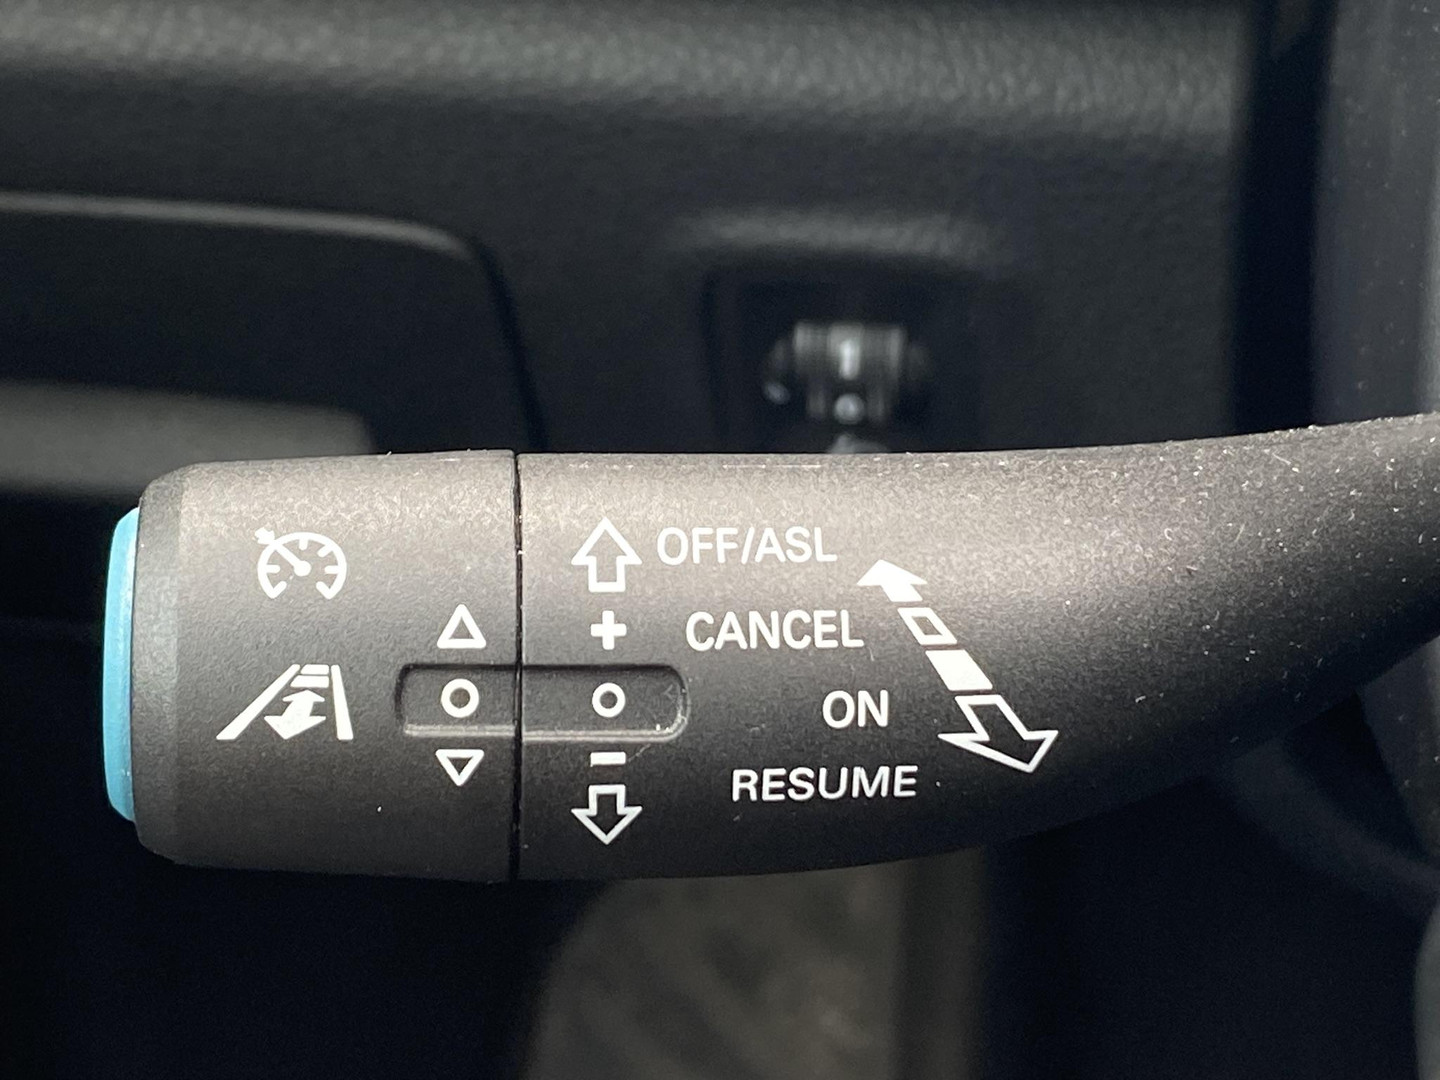 OFF/ASL
+ CANCEL
ON
-
RESUME